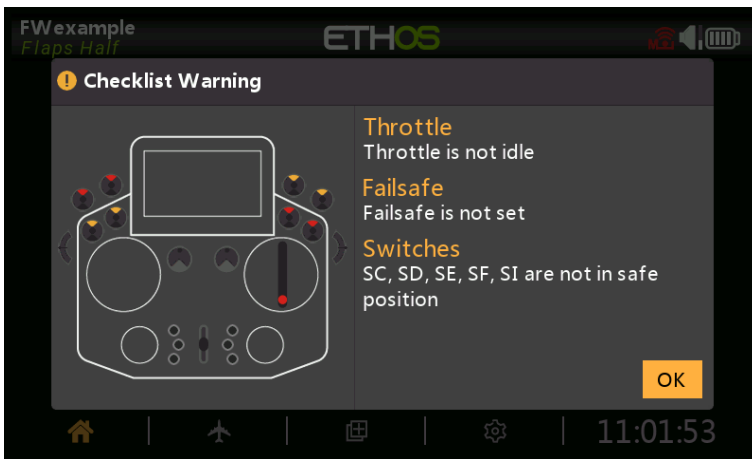 FWexample
Flaps Half
ETHOS
Checklist Warning
Throttle
Throttle is not idle
Failsafe
Failsafe is not set
Switches
SC, SD, SE, SF, SI are not in safe
position
OK
11:01:53